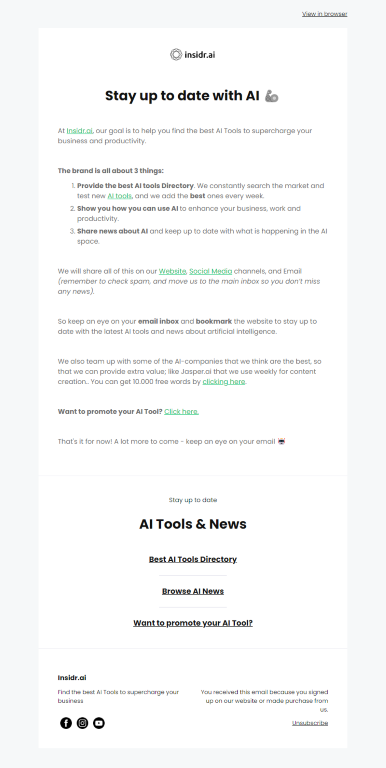 View in browser
insidr.ai
Stay up to date with AI 🦾
At Insidr.ai, our goal is to help you find the best AI Tools to supercharge your
business and productivity.
The brand is all about 3 things:
1. Provide the best AI tools Directory. We constantly search the market and
test new AI tools, and we add the best ones every week.
2. Show you how you can use AI to enhance your business, work and
productivity.
3. Share news about AI and keep up to date with what is happening in the AI
space.
We will share all of this on our Website, Social Media channels, and Email
(remember to check spam, and move us to the main inbox so you don't miss
any news).
So keep an eye on your email inbox and bookmark the website to stay up to
date with the latest AI tools and news about artificial intelligence.
We also team up with some of the AI-companies that we think are the best, so
that we can provide extra value; like Jasper.ai that we use weekly for content
creation.. You can get 10.000 free words by clicking here.
Want to promote your AI Tool? Click here.
That's it for now! A lot more to come - keep an eye on your email
Stay up to date
AI Tools & News
Best AI Tools Directory
Browse AI News
Want to promote your AI Tool?
Insidr.ai
Find the best AI Tools to supercharge your
business
You received this email because you signed
up on our website or made purchase from
us.
Unsubscribe